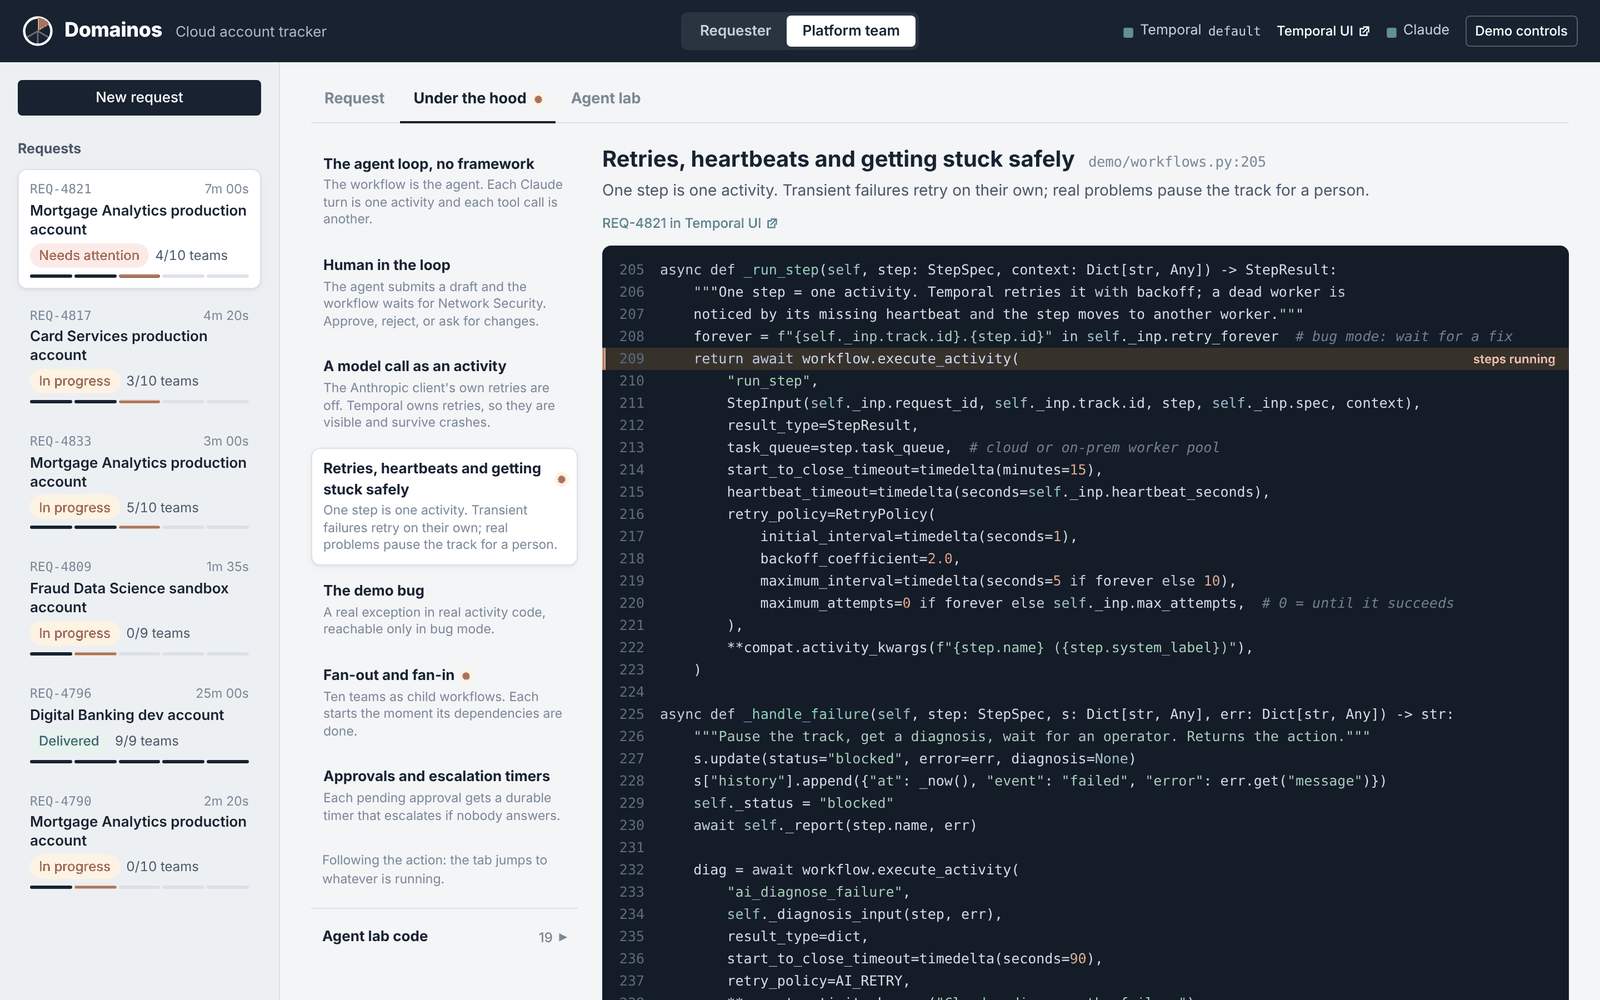 Domainos Cloud account tracker
Requester Platform team
Temporal default Temporal UI Claude Demo controls
New request
Requests
REQ-4821 7m 00s
Mortgage Analytics production
account
Needs attention 4/10 teams
REQ-4817 4m 20s
Card Services production
account
In progress 3/10 teams
REQ-4833 3m 00s
Mortgage Analytics production
account
In progress 5/10 teams
REQ-4809 1m 35s
Fraud Data Science sandbox
account
In progress 0/9 teams
REQ-4796 25m 00s
Digital Banking dev account
Delivered 9/9 teams
REQ-4790 2m 20s
Mortgage Analytics production
account
In progress 0/10 teams
Request Under the hood Agent lab
The agent loop, no framework
The workflow is the agent. Each Claude
turn is one activity and each tool call is
another.
Human in the loop
The agent submits a draft and the
workflow waits for Network Security.
Approve, reject, or ask for changes.
A model call as an activity
The Anthropic client's own retries are
off. Temporal owns retries, so they are
visible and survive crashes.
Retries, heartbeats and getting
stuck safely
One step is one activity. Transient
failures retry on their own; real
problems pause the track for a person.
The demo bug
A real exception in real activity code,
reachable only in bug mode.
Fan-out and fan-in
Ten teams as child workflows. Each
starts the moment its dependencies are
done.
Approvals and escalation timers
Each pending approval gets a durable
timer that escalates if nobody answers.
Following the action: the tab jumps to
whatever is running.
Agent lab code 19 ▶
Retries, heartbeats and getting stuck safely demo/workflows.py:205
One step is one activity. Transient failures retry on their own; real problems pause the track for a person.
REQ-4821 in Temporal UI
205 async def _run_step(self, step: StepSpec, context: Dict[str, Any]) -> StepResult:
206     """One step = one activity. Temporal retries it with backoff; a dead worker is
207     noticed by its missing heartbeat and the step moves to another worker."""
208     forever = f"{self._inp.track.id}.{step.id}" in self._inp.retry_forever  # bug mode: wait for a fix
209     return await workflow.execute_activity( steps running
210         "run_step",
211         StepInput(self._inp.request_id, self._inp.track.id, step, self._inp.spec, context),
212         result_type=StepResult,
213         task_queue=step.task_queue,  # cloud or on-prem worker pool
214         start_to_close_timeout=timedelta(minutes=15),
215         heartbeat_timeout=timedelta(seconds=self._inp.heartbeat_seconds),
216         retry_policy=RetryPolicy(
217             initial_interval=timedelta(seconds=1),
218             backoff_coefficient=2.0,
219             maximum_interval=timedelta(seconds=5 if forever else 10),
220             maximum_attempts=0 if forever else self._inp.max_attempts,  # 0 = until it succeeds
221         ),
222         **compat.activity_kwargs(f"{step.name} ({step.system_label})"),
223     )
224
225 async def _handle_failure(self, step: StepSpec, s: Dict[str, Any], err: Dict[str, Any]) -> str:
226     """Pause the track, get a diagnosis, wait for an operator. Returns the action."""
227     s.update(status="blocked", error=err, diagnosis=None)
228     s["history"].append({"at": _now(), "event": "failed", "error": err.get("message")})
229     self._status = "blocked"
230     await self._report(step.name, err)
231
232     diag = await workflow.execute_activity(
233         "ai_diagnose_failure",
234         self._diagnosis_input(step, err),
235         result_type=dict,
236         start_to_close_timeout=timedelta(seconds=90),
237         retry_policy=AI_RETRY,